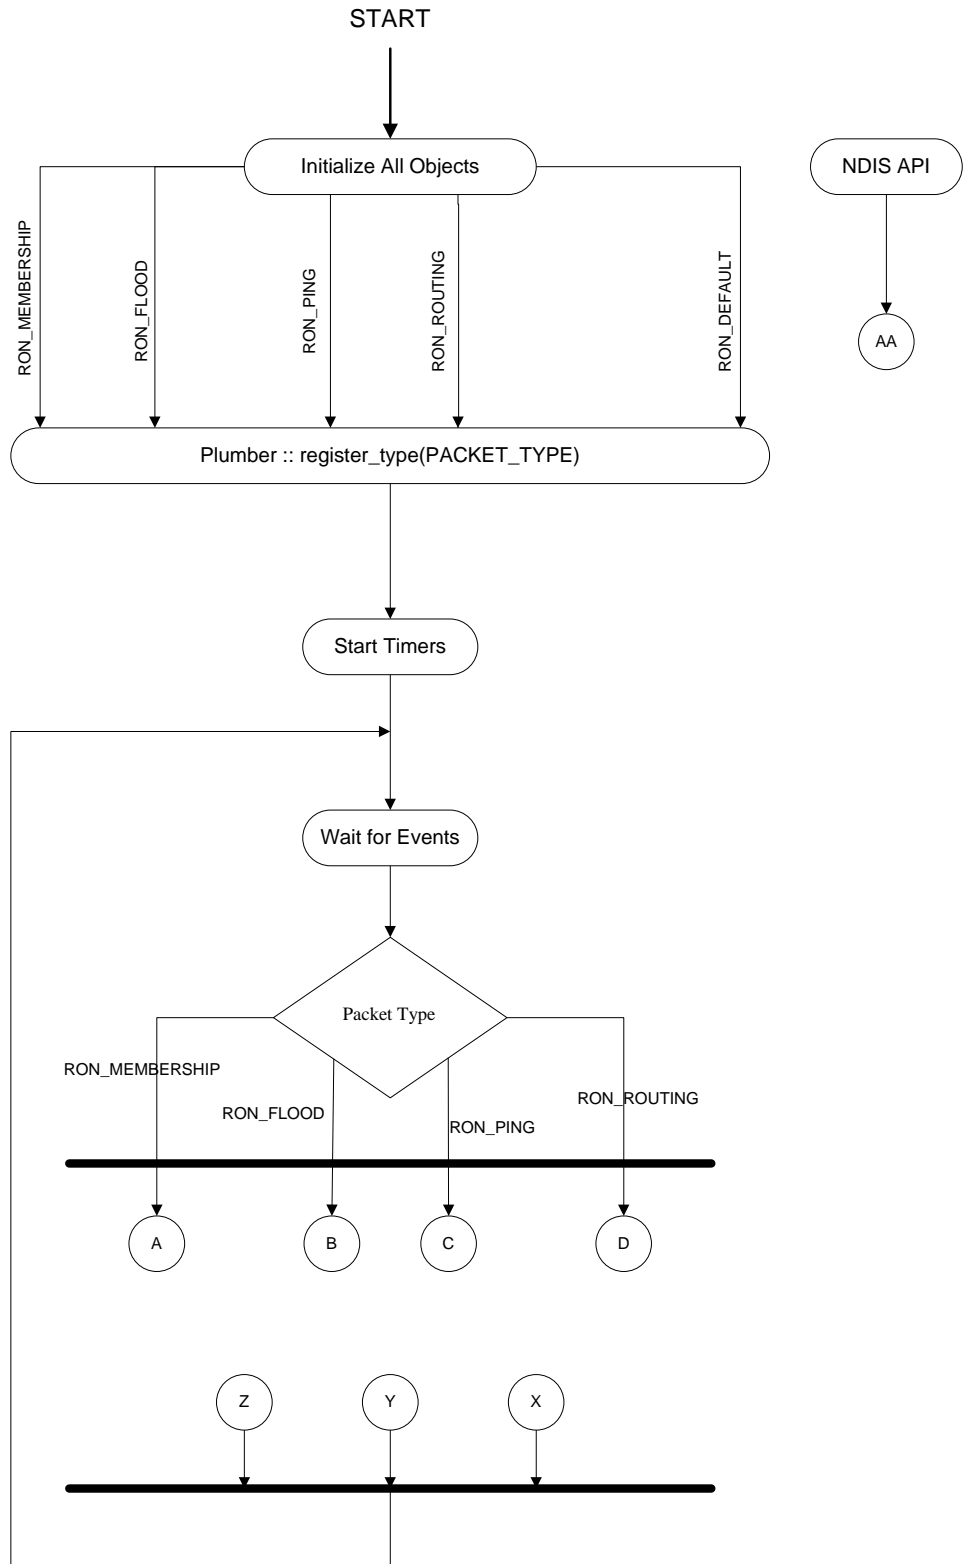 START
Initialize All Objects
NDIS API
RON_MEMBERSHIP
RON_FLOOD
RON_PING
RON_ROUTING
RON_DEFAULT
AA
Plumber :: register_type(PACKET_TYPE)
Start Timers
Wait for Events
Packet Type
RON_MEMBERSHIP
RON_FLOOD
RON_PING
RON_ROUTING
A
B
C
D
Z
Y
X